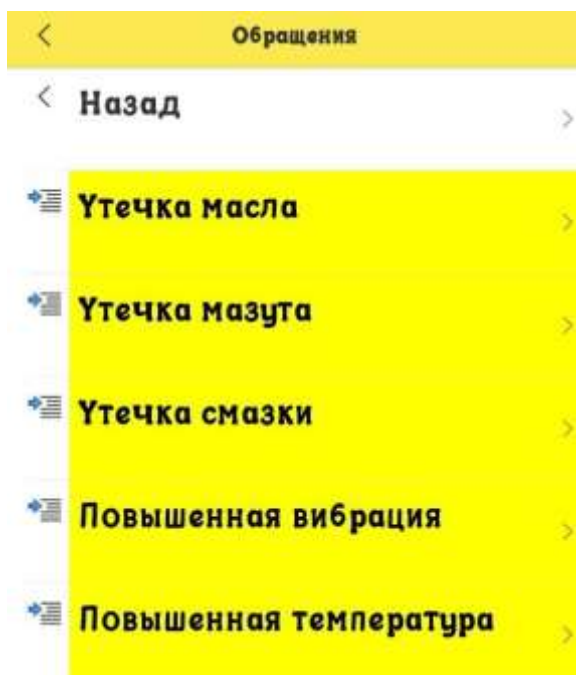 Обращения
Назад
Утечка масла
Утечка мазута
Утечка смазки
Повышенная вибрация
Повышенная температура